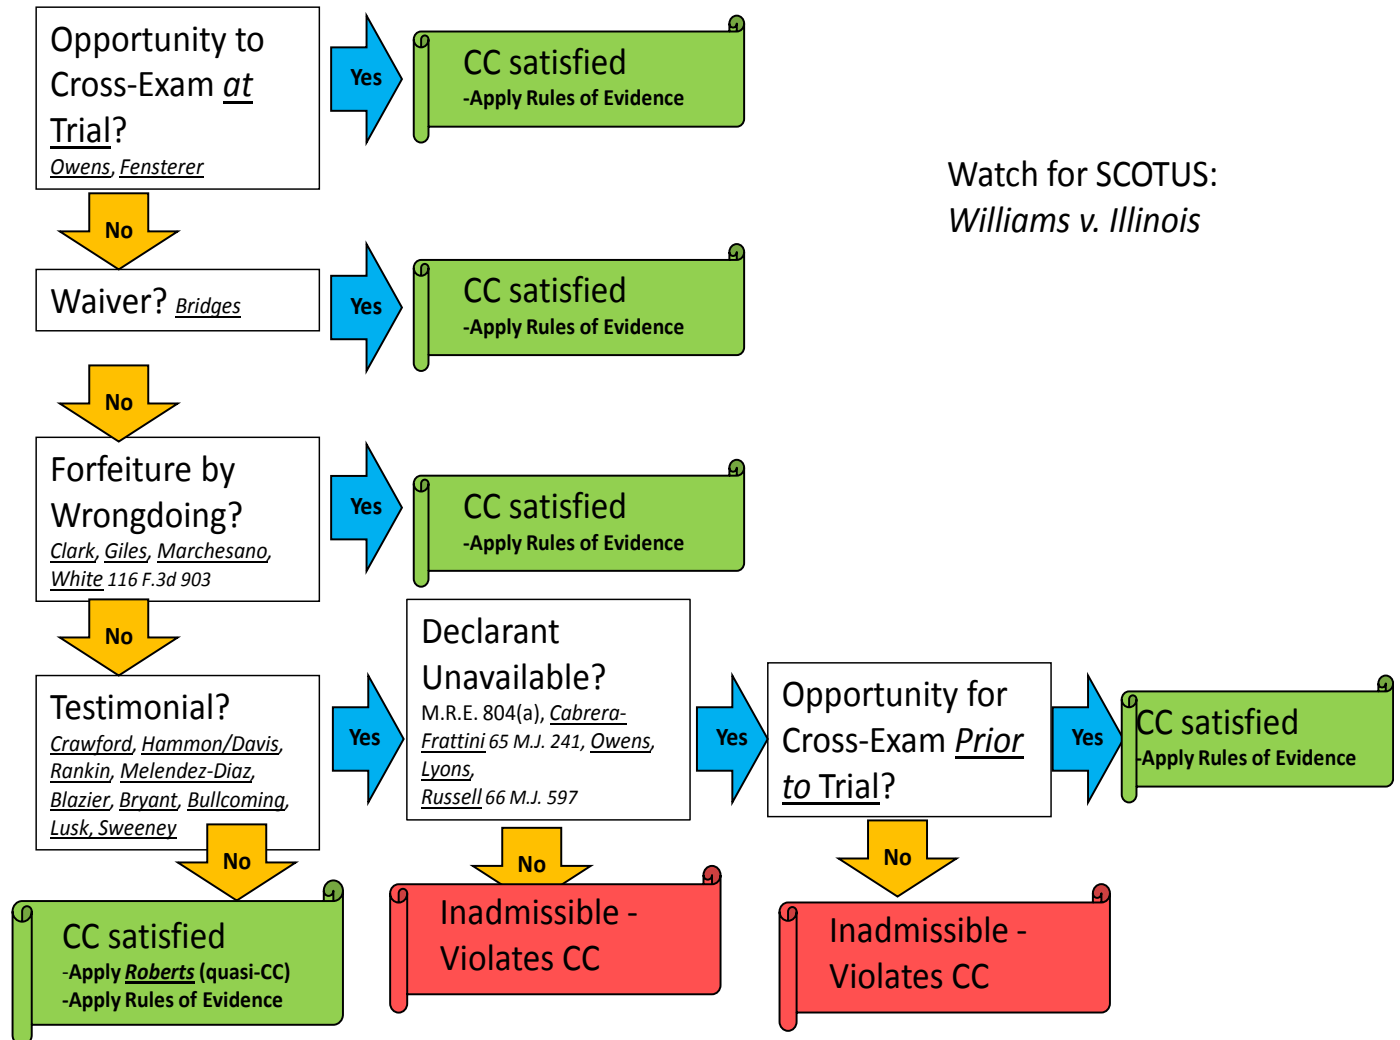 Opportunity to
Cross-Exam at
Trial?
Owens, Fensterer
Yes
CC satisfied
-Apply Rules of Evidence
Watch for SCOTUS:
Williams v. Illinois
No
Waiver? Bridges
Yes
CC satisfied
-Apply Rules of Evidence
No
Forfeiture by
Wrongdoing?
Clark, Giles, Marchesano,
White 116 F.3d 903
Yes
CC satisfied
-Apply Rules of Evidence
No
Testimonial?
Crawford, Hammon/Davis,
Rankin, Melendez-Diaz,
Blazier, Bryant, Bullcoming,
Lusk, Sweeney
Yes
Declarant
Unavailable?
M.R.E. 804(a), Cabrera-
Frattini 65 M.J. 241, Owens,
Lyons,
Russell 66 M.J. 597
Yes
Opportunity for
Cross-Exam Prior
to Trial?
Yes
CC satisfied
-Apply Rules of Evidence
No
CC satisfied
-Apply Roberts (quasi-CC)
-Apply Rules of Evidence
No
Inadmissible -
Violates CC
No
Inadmissible -
Violates CC